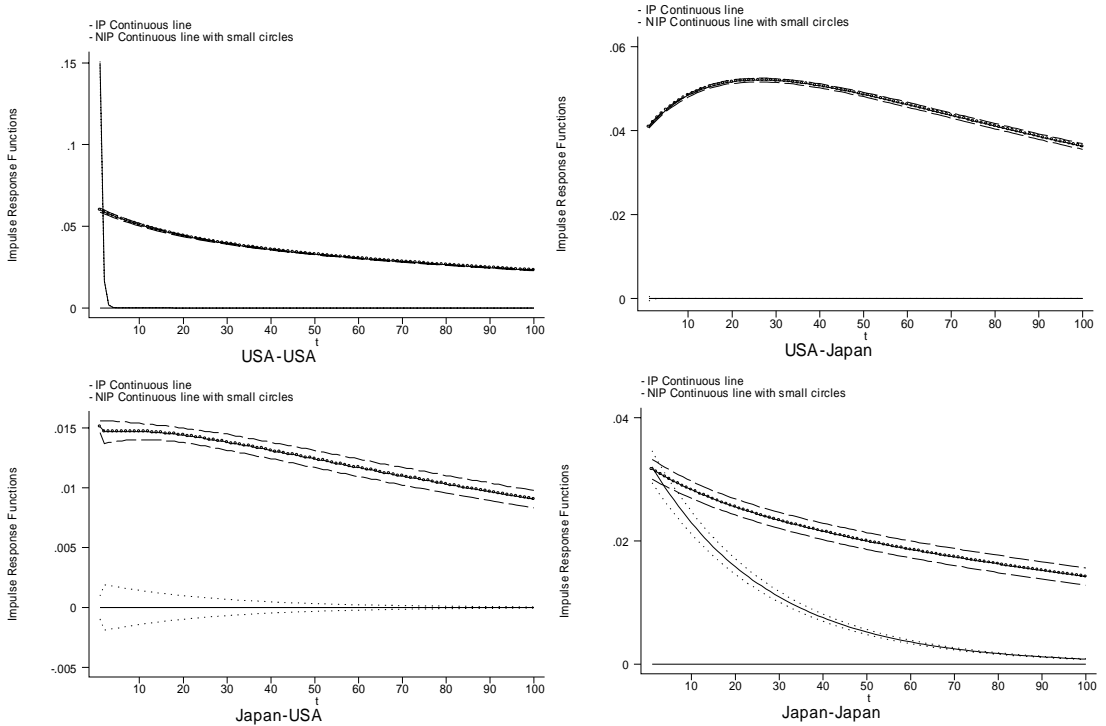 - IP Continuous line
- NIP Continuous line with small circles
Impulse Response Functions
.15
.1
.05
0
10 20 30 40 50 60 70 80 90 100
t
USA-USA
- IP Continuous line
- NIP Continuous line with small circles
Impulse Response Functions
.06
.04
.02
0
10 20 30 40 50 60 70 80 90 100
t
USA-Japan
- IP Continuous line
- NIP Continuous line with small circles
Impulse Response Functions
.015
.01
.005
0
-.005
10 20 30 40 50 60 70 80 90 100
t
Japan-USA
- IP Continuous line
- NIP Continuous line with small circles
Impulse Response Functions
.04
.02
0
10 20 30 40 50 60 70 80 90 100
t
Japan-Japan